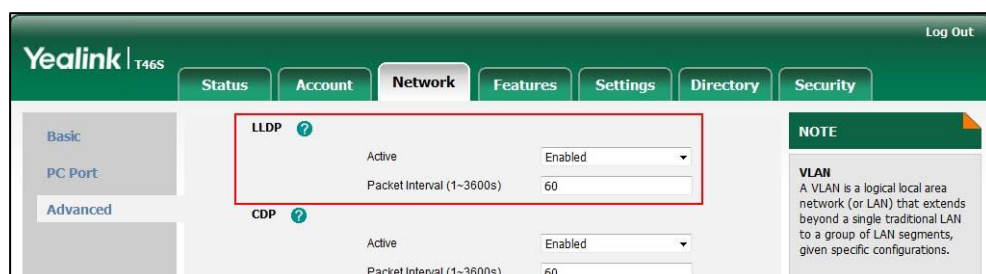 Log Out
Yealink | T46S
Status Account Network Features Settings Directory Security
Basic
PC Port
Advanced
LLDP ?
Active Enabled
Packet Interval (1~3600s) 60
CDP ?
Active Enabled
Packet Interval (1~3600s) 60
NOTE
VLAN
A VLAN is a logical local area
network (or LAN) that extends
beyond a single traditional LAN
to a group of LAN segments,
given specific configurations.